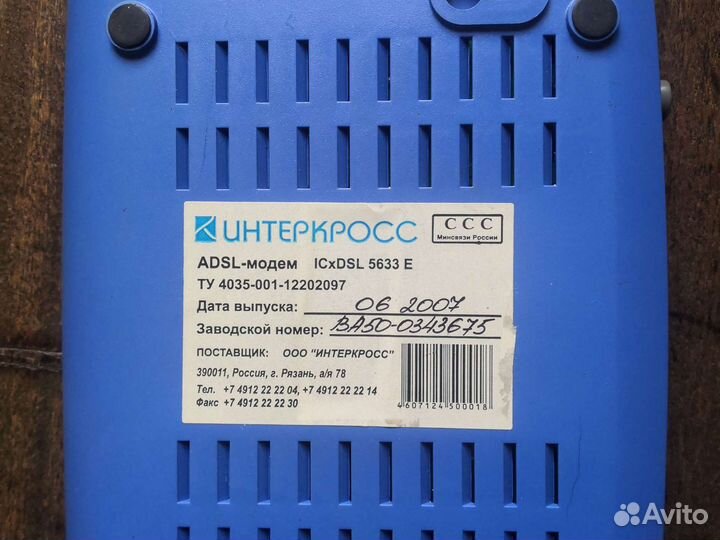 ИНТЕРКРОСС
ССС
Минсвязи России
ADSL-модем ICxDSL 5633 E
ТУ 4035-001-12202097
Дата выпуска: 06 2007
Заводской номер: BA50-0343675
ПОСТАВЩИК: ООО "ИНТЕРКРОСС"
390011, Россия, г. Рязань, а/я 78
Тел. +7 4912 22 22 04, +7 4912 22 22 14
Факс +7 4912 22 22 30
4607124500018
Avito